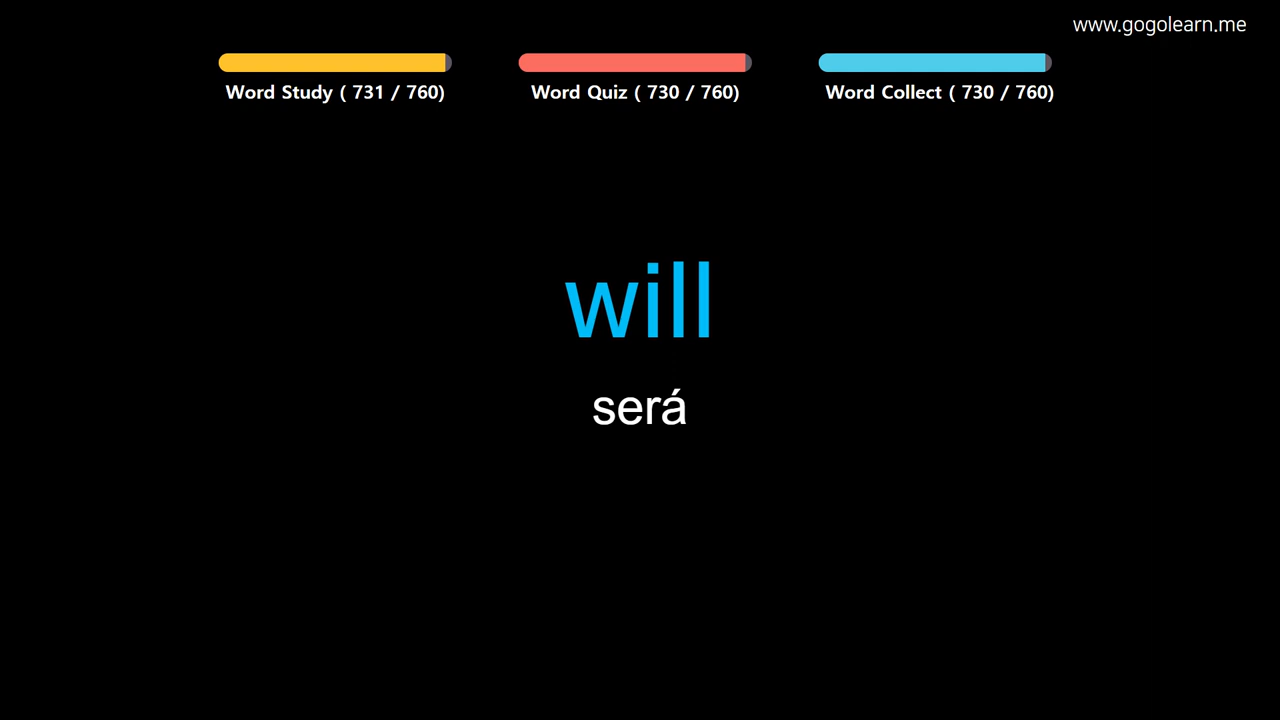 www.gogolearn.me
Word Study ( 731 / 760)
Word Quiz ( 730 / 760)
Word Collect ( 730 / 760)
will
será